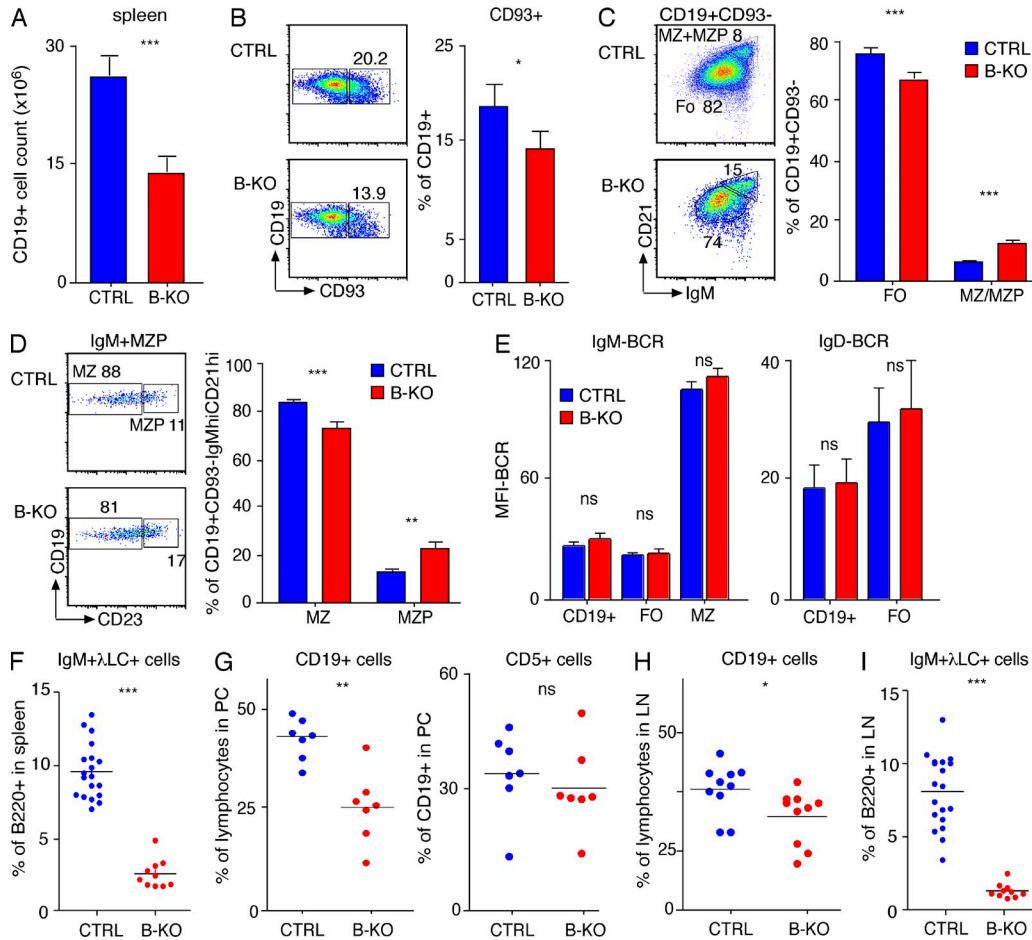 A
spleen
***
CD19+ cell count (x10⁶)
30
15
0
CTRL
B-KO
B
CD93+
CTRL
20.2
B-KO
13.9
CD19
CD93
*
% of CD19+
25
15
5
0
CTRL
B-KO
C
CD19+CD93-
CTRL
MZ+MZP 8
Fo 82
B-KO
15
74
CD21
IgM
***
CTRL
B-KO
***
% of CD19+CD93-
80
60
40
20
0
FO
MZ/MZP
D
IgM+MZP
CTRL
MZ 88
MZP 11
B-KO
81
17
CD19
CD23
***
CTRL
B-KO
**
% of CD19+CD93-IgMhiCD21hi
100
80
60
40
20
0
MZ
MZP
E
IgM-BCR
ns
CTRL
B-KO
ns
ns
MFI-BCR
120
60
0
CD19+
FO
MZ
IgD-BCR
ns
ns
40
20
0
CD19+
FO
F
IgM+λLC+ cells
***
% of B220+ in spleen
15
10
5
0
CTRL
B-KO
G
CD19+ cells
**
% of lymphocytes in PC
50
25
0
CTRL
B-KO
CD5+ cells
ns
% of CD19+ in PC
60
30
0
CTRL
B-KO
H
CD19+ cells
*
% of lymphocytes in LN
50
25
0
CTRL
B-KO
I
IgM+λLC+ cells
***
% of B220+ in LN
15
10
5
0
CTRL
B-KO